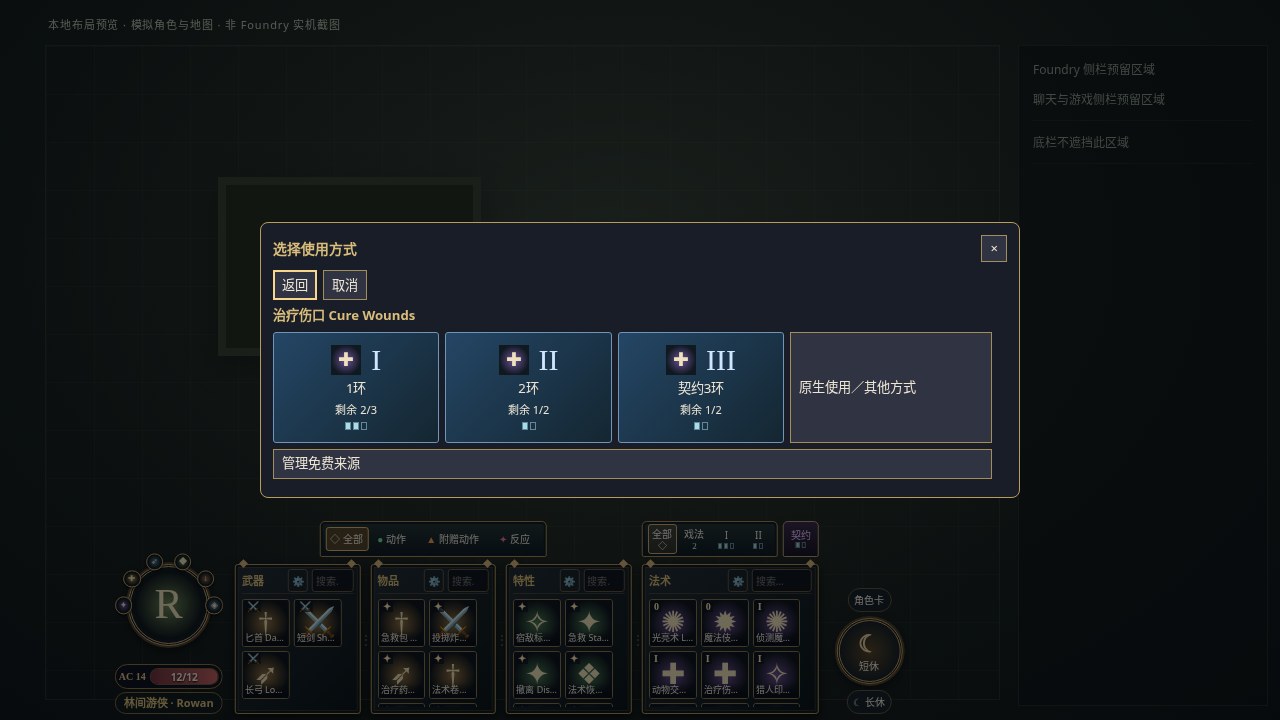 本地布局预览 · 模拟角色与地图 · 非 Foundry 实机截图
Foundry 侧栏预留区域
聊天与游戏侧栏预留区域
底栏不遮挡此区域
选择使用方式
×
返回 取消
治疗伤口 Cure Wounds
I II III
1环 2环 契约3环 原生使用／其他方式
剩余 2/3 剩余 1/2 剩余 1/2
管理免费来源
全部 动作 附赠动作 反应
全部 戏法 I II 契约
2
武器 搜索. 物品 搜索. 特性 搜索. 法术 搜索...
R
0 0 I
匕首 Da... 短剑 Sh... 急救包... 投掷炸... 宿敌标... 急救 Sta... 光亮术 L... 魔法伎... 侦测魔...
I I I
长弓 Lo... 治疗药... 法术卷... 撤离 Dis... 法术恢... 动物交... 治疗伤... 猎人印...
AC 14 12/12
林间游侠 · Rowan
角色卡
短休
长休